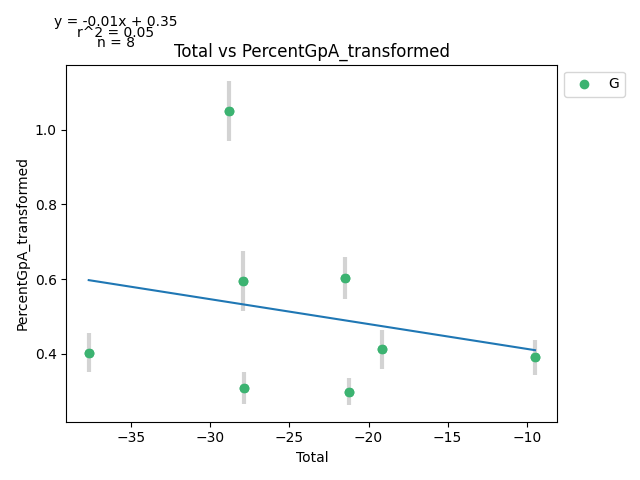 y = -0.01x + 0.35
r^2 = 0.05
n = 8
Total vs PercentGpA_transformed
G
PercentGpA_transformed
1.0
0.8
0.6
0.4
−35
−30
−25
−20
−15
−10
Total